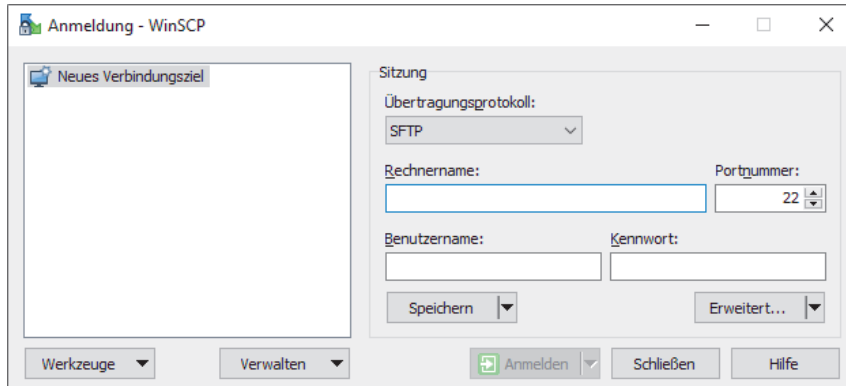 Anmeldung - WinSCP
Neues Verbindungsziel
Sitzung
Übertragungsprotokoll:
SFTP
Rechnername:
Portnummer:
22
Benutzername:
Kennwort:
Speichern
Erweitert...
Werkzeuge
Verwalten
Anmelden
Schließen
Hilfe